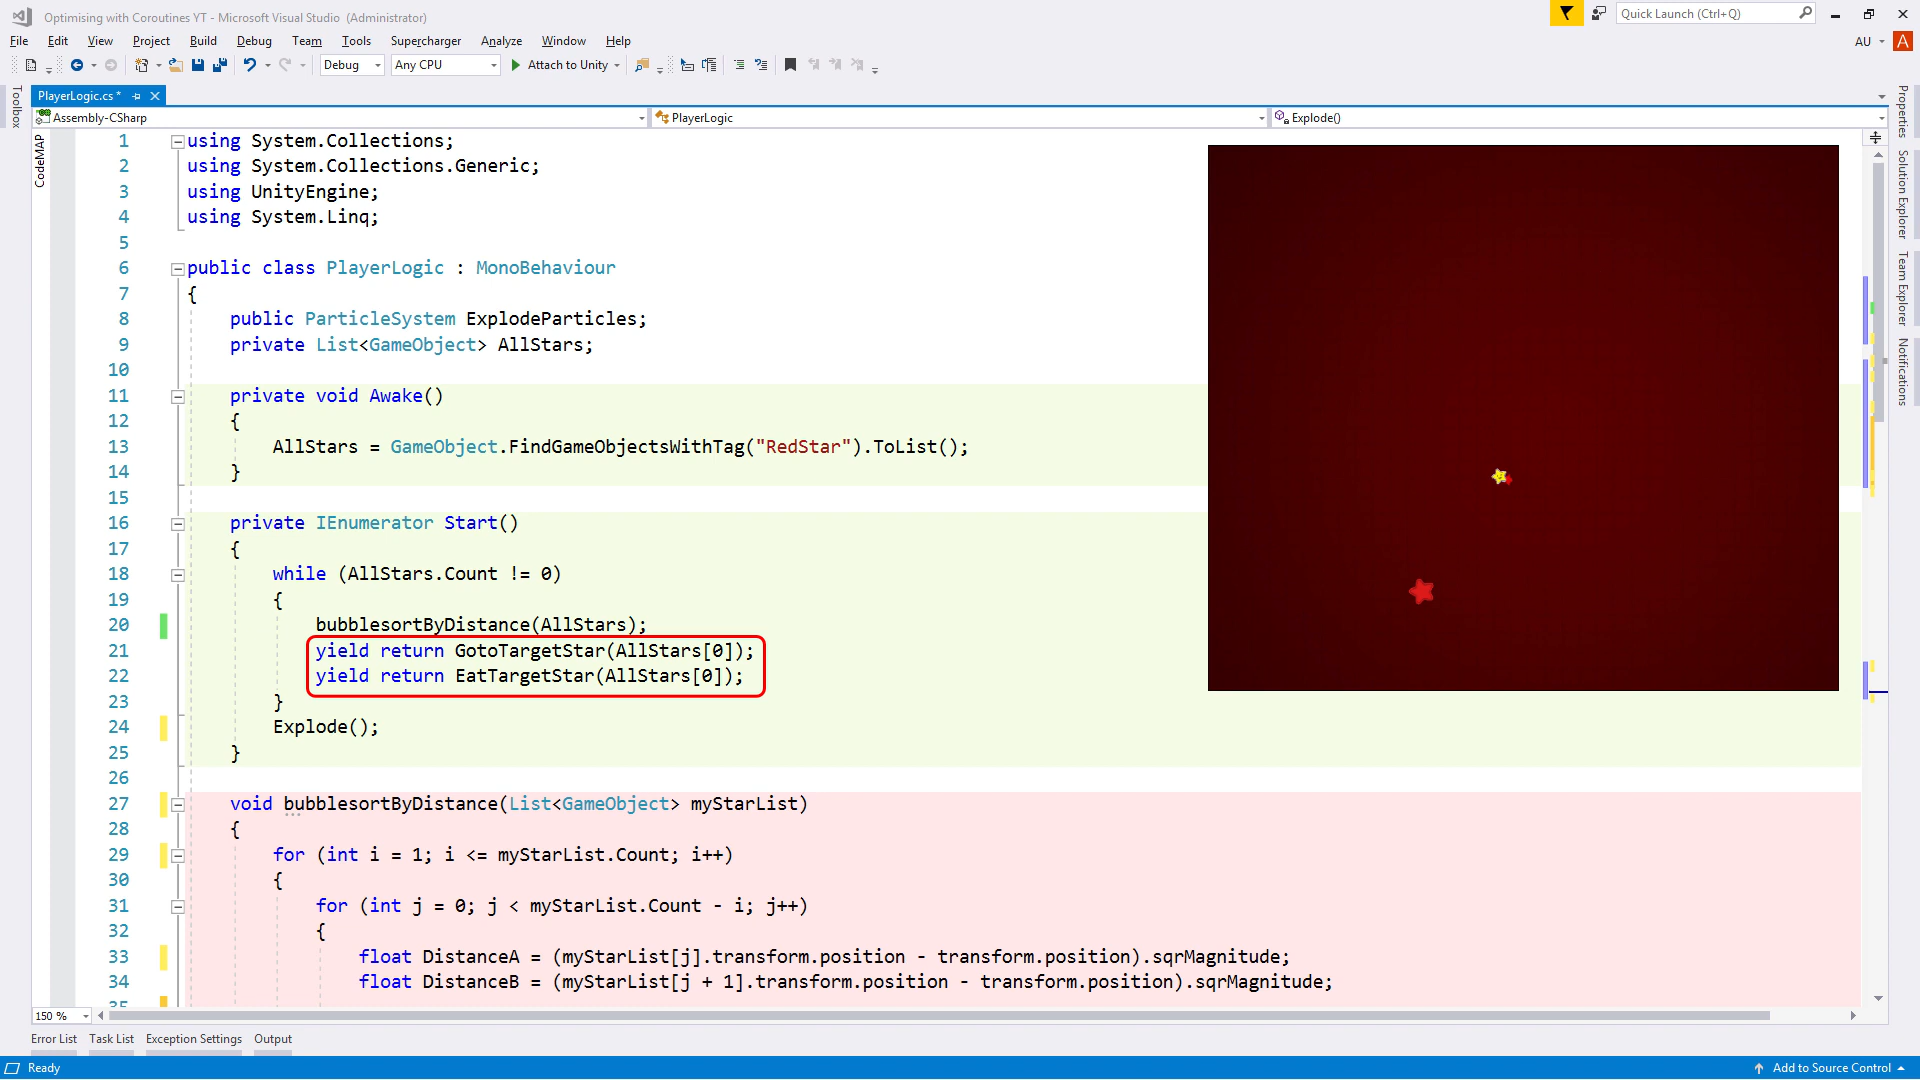 Optimising with Coroutines YT - Microsoft Visual Studio (Administrator)
Quick Launch (Ctrl+Q)
File Edit View Project Build Debug Team Tools Supercharger Analyze Window Help
AU A
Debug Any CPU Attach to Unity
Toolbox
PlayerLogic.cs*
Assembly-CSharp PlayerLogic Explode()
CodeMAP
Properties
Solution Explorer
Team Explorer
Notifications
1 using System.Collections;
2 using System.Collections.Generic;
3 using UnityEngine;
4 using System.Linq;
5
6 public class PlayerLogic : MonoBehaviour
7 {
8 public ParticleSystem ExplodeParticles;
9 private List<GameObject> AllStars;
10
11 private void Awake()
12 {
13 AllStars = GameObject.FindGameObjectsWithTag("RedStar").ToList();
14 }
15
16 private IEnumerator Start()
17 {
18 while (AllStars.Count != 0)
19 {
20 bubblesortByDistance(AllStars);
21 yield return GotoTargetStar(AllStars[0]);
22 yield return EatTargetStar(AllStars[0]);
23 }
24 Explode();
25 }
26
27 void bubblesortByDistance(List<GameObject> myStarList)
28 {
29 for (int i = 1; i <= myStarList.Count; i++)
30 {
31 for (int j = 0; j < myStarList.Count - i; j++)
32 {
33 float DistanceA = (myStarList[j].transform.position - transform.position).sqrMagnitude;
34 float DistanceB = (myStarList[j + 1].transform.position - transform.position).sqrMagnitude;
35
150 %
Error List Task List Exception Settings Output
Ready
Add to Source Control